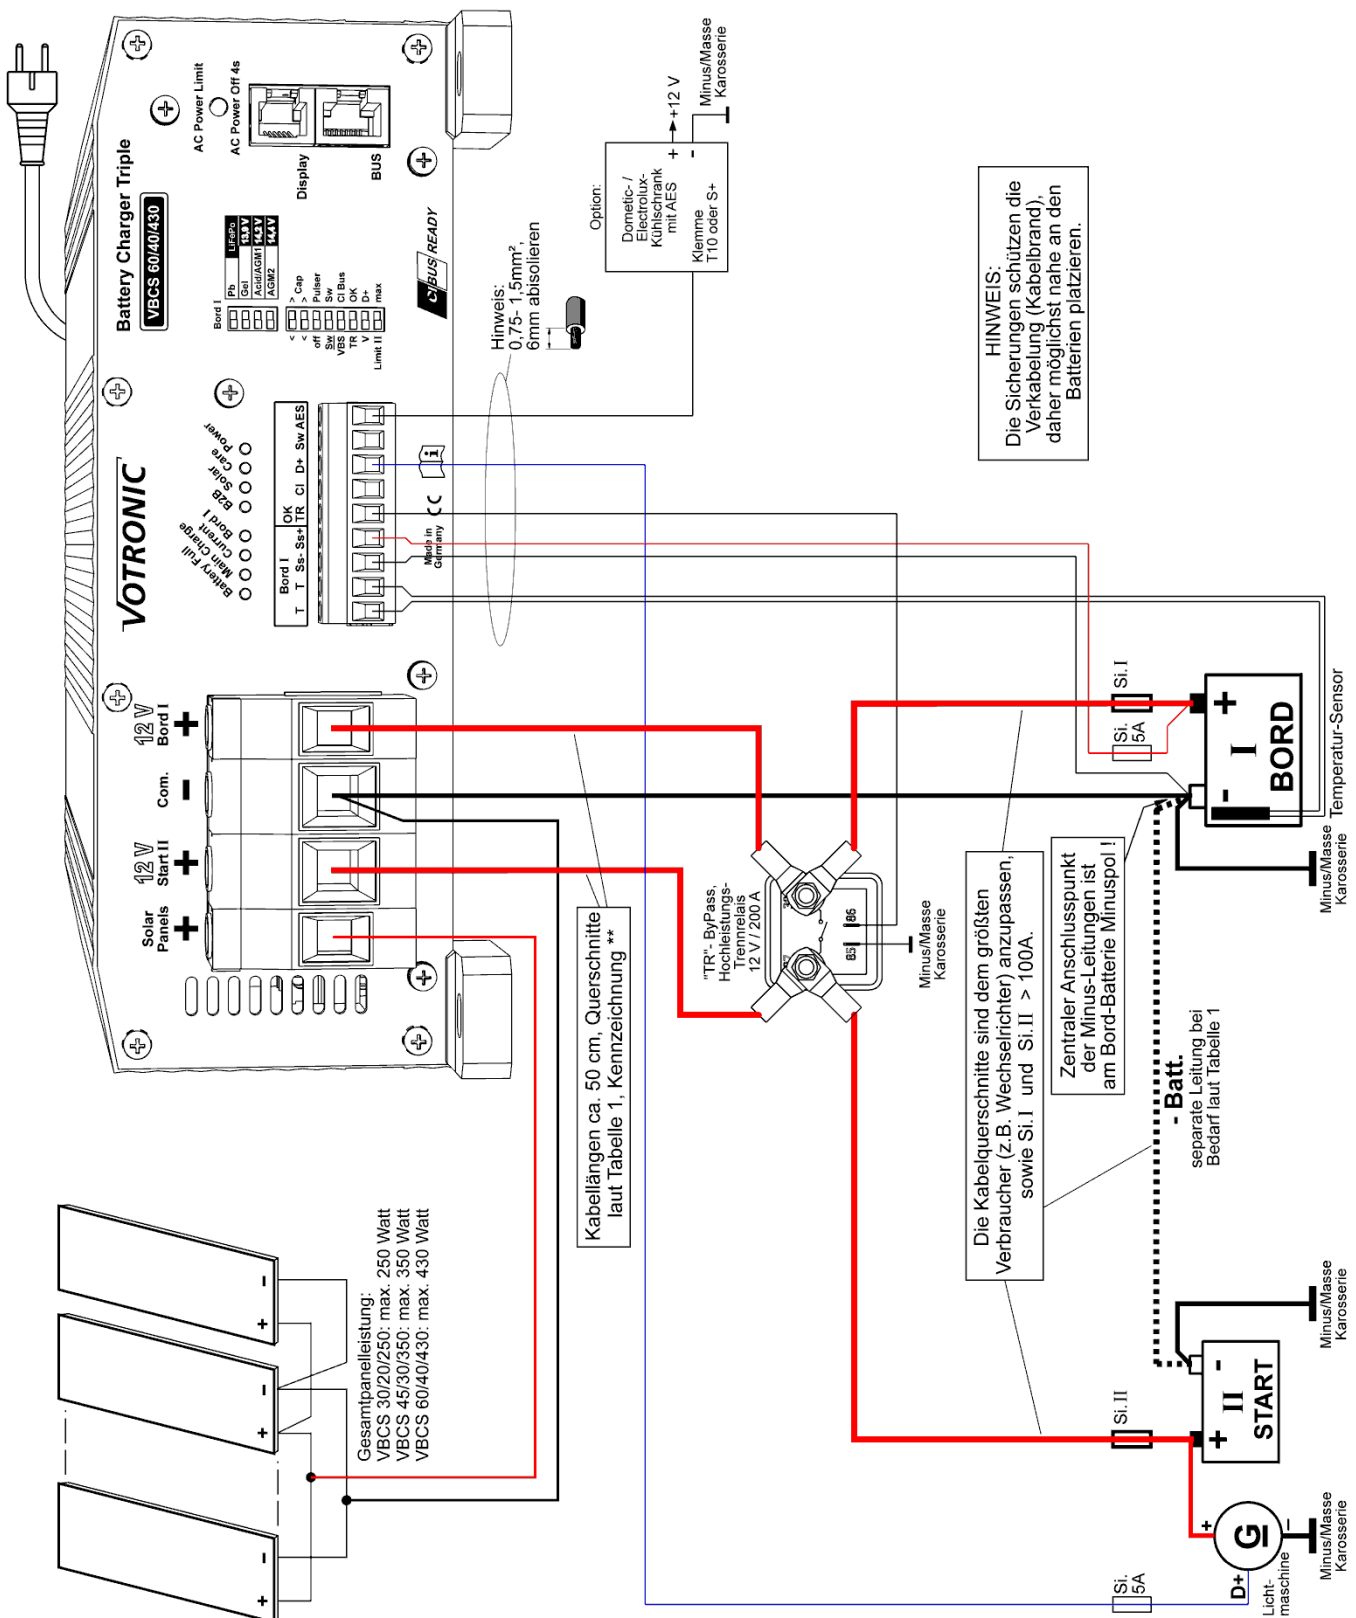 Battery Charger Triple
VBCS 60/40/430
AC Power Limit
AC Power Off 4s
Display
BUS
CI BUS READY
VOTRONIC
Bord I
Pb
LiFePo
Gel
13,9 V
Acid/AGM1
14,2 V
AGM2
14,4 V
< > Cap
< >
off Pulser
Sw Sw
VBS CI Bus
TR OK
V D+
Limit II max
Power
Care
Solar
B2B
Bord I
Current
Main Charge
Battery Full
Bord I
OK
T T Ss- Ss+ TR CI D+ Sw AES
Made in
Germany
CE
i
12 V
Bord I
+
Com.
-
12 V
Start II
+
Solar
Panels
+
Hinweis:
0,75- 1,5mm²,
6mm abisolieren
Option:
Dometic- /
Electrolux-
Kühlschrank
mit AES
Klemme
T10 oder S+
+
-
+12 V
Minus/Masse
Karosserie
HINWEIS:
Die Sicherungen schützen die
Verkabelung (Kabelbrand),
daher möglichst nahe an den
Batterien platzieren.
Kabellängen ca. 50 cm, Querschnitte
laut Tabelle 1, Kennzeichnung **
"TR"- ByPass,
Hochleistungs-
Trennrelais
12 V / 200 A
85
86
Minus/Masse
Karosserie
Gesamtpanelleistung:
VBCS 30/20/250: max. 250 Watt
VBCS 45/30/350: max. 350 Watt
VBCS 60/40/430: max. 430 Watt
+ -
+ -
+ -
Die Kabelquerschnitte sind dem größten
Verbraucher (z.B. Wechselrichter) anzupassen,
sowie Si.I und Si.II > 100A.
Zentraler Anschlusspunkt
der Minus-Leitungen ist
am Bord-Batterie Minuspol !
- Batt.
separate Leitung bei
Bedarf laut Tabelle 1
Si.I
Si.
5A
- +
I
BORD
Temperatur-Sensor
Minus/Masse
Karosserie
Si.II
+ -
II
START
Minus/Masse
Karosserie
Si.
5A
D+
+
G
-
Licht-
maschine
Minus/Masse
Karosserie